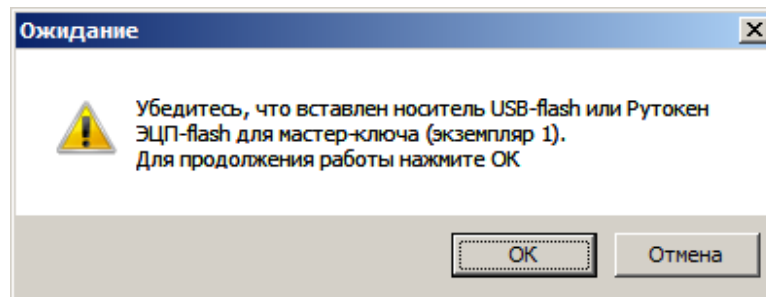 Ожидание
Убедитесь, что вставлен носитель USB-flash или Рутокен
ЭЦП-flash для мастер-ключа (экземпляр 1).
Для продолжения работы нажмите ОК
OK
Отмена